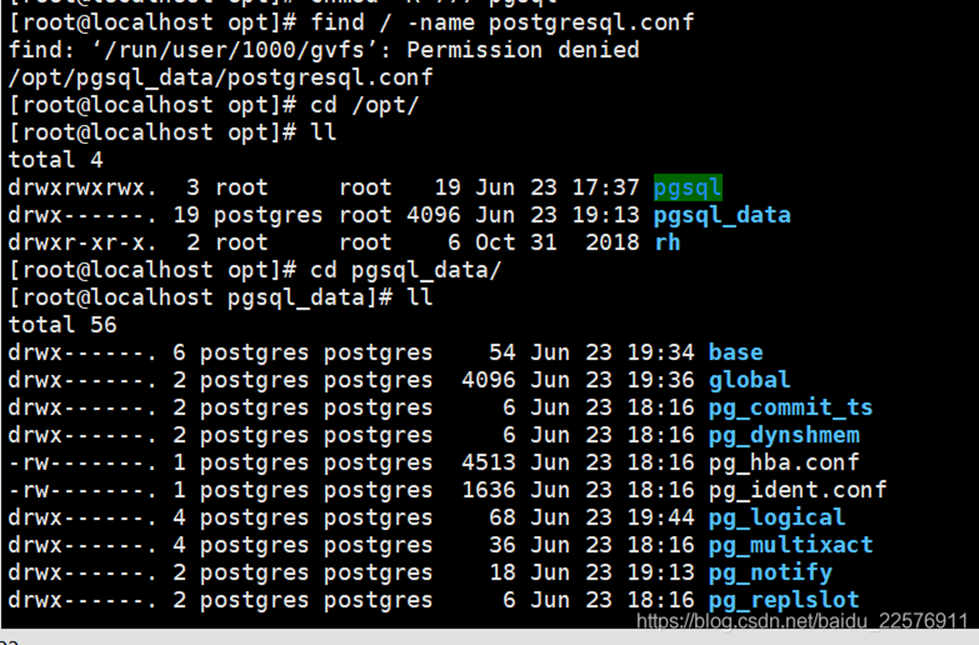 [root@localhost opt]# find / -name postgresql.conf
find: ‘/run/user/1000/gvfs’: Permission denied
/opt/pgsql_data/postgresql.conf
[root@localhost opt]# cd /opt/
[root@localhost opt]# ll
total 4
drwxrwxrwx.  3 root     root   19 Jun 23 17:37 pgsql
drwx------. 19 postgres root 4096 Jun 23 19:13 pgsql_data
drwxr-xr-x.  2 root     root    6 Oct 31  2018 rh
[root@localhost opt]# cd pgsql_data/
[root@localhost pgsql_data]# ll
total 56
drwx------. 6 postgres postgres    54 Jun 23 19:34 base
drwx------. 2 postgres postgres  4096 Jun 23 19:36 global
drwx------. 2 postgres postgres     6 Jun 23 18:16 pg_commit_ts
drwx------. 2 postgres postgres     6 Jun 23 18:16 pg_dynshmem
-rw-------. 1 postgres postgres  4513 Jun 23 18:16 pg_hba.conf
-rw-------. 1 postgres postgres  1636 Jun 23 18:16 pg_ident.conf
drwx------. 4 postgres postgres    68 Jun 23 19:44 pg_logical
drwx------. 4 postgres postgres    36 Jun 23 18:16 pg_multixact
drwx------. 2 postgres postgres    18 Jun 23 19:13 pg_notify
drwx------. 2 postgres postgres     6 Jun 23 18:16 pg_replslot
https://blog.csdn.net/baidu_22576911